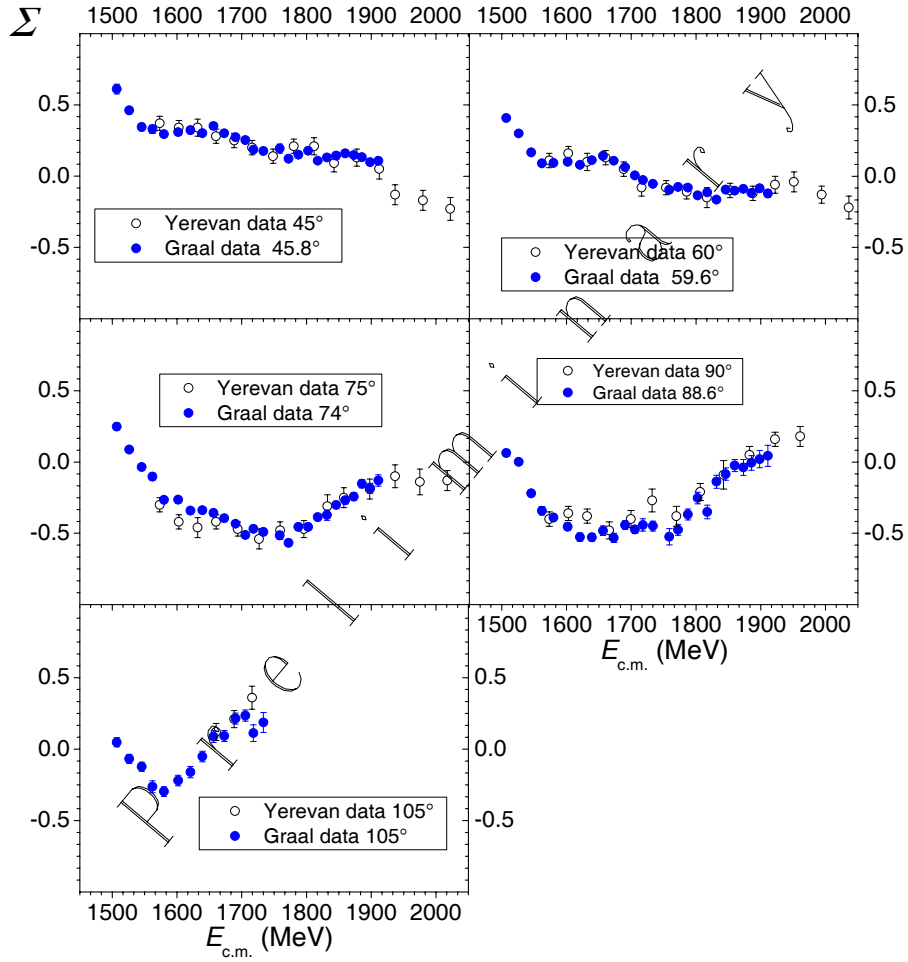 Σ
1500 1600 1700 1800 1900 2000
1500 1600 1700 1800 1900 2000
0.5
0.0
-0.5
Yerevan data 45°
Graal data 45.8°
0.5
0.0
-0.5
Yerevan data 60°
Graal data 59.6°
0.5
0.0
-0.5
Yerevan data 75°
Graal data 74°
0.5
0.0
-0.5
Yerevan data 90°
Graal data 88.6°
1500 1600 1700 1800 1900 2000
E c.m. (MeV)
0.5
0.0
-0.5
Yerevan data 105°
Graal data 105°
0.5
0.0
-0.5
1500 1600 1700 1800 1900 2000
E c.m. (MeV)
Preliminary